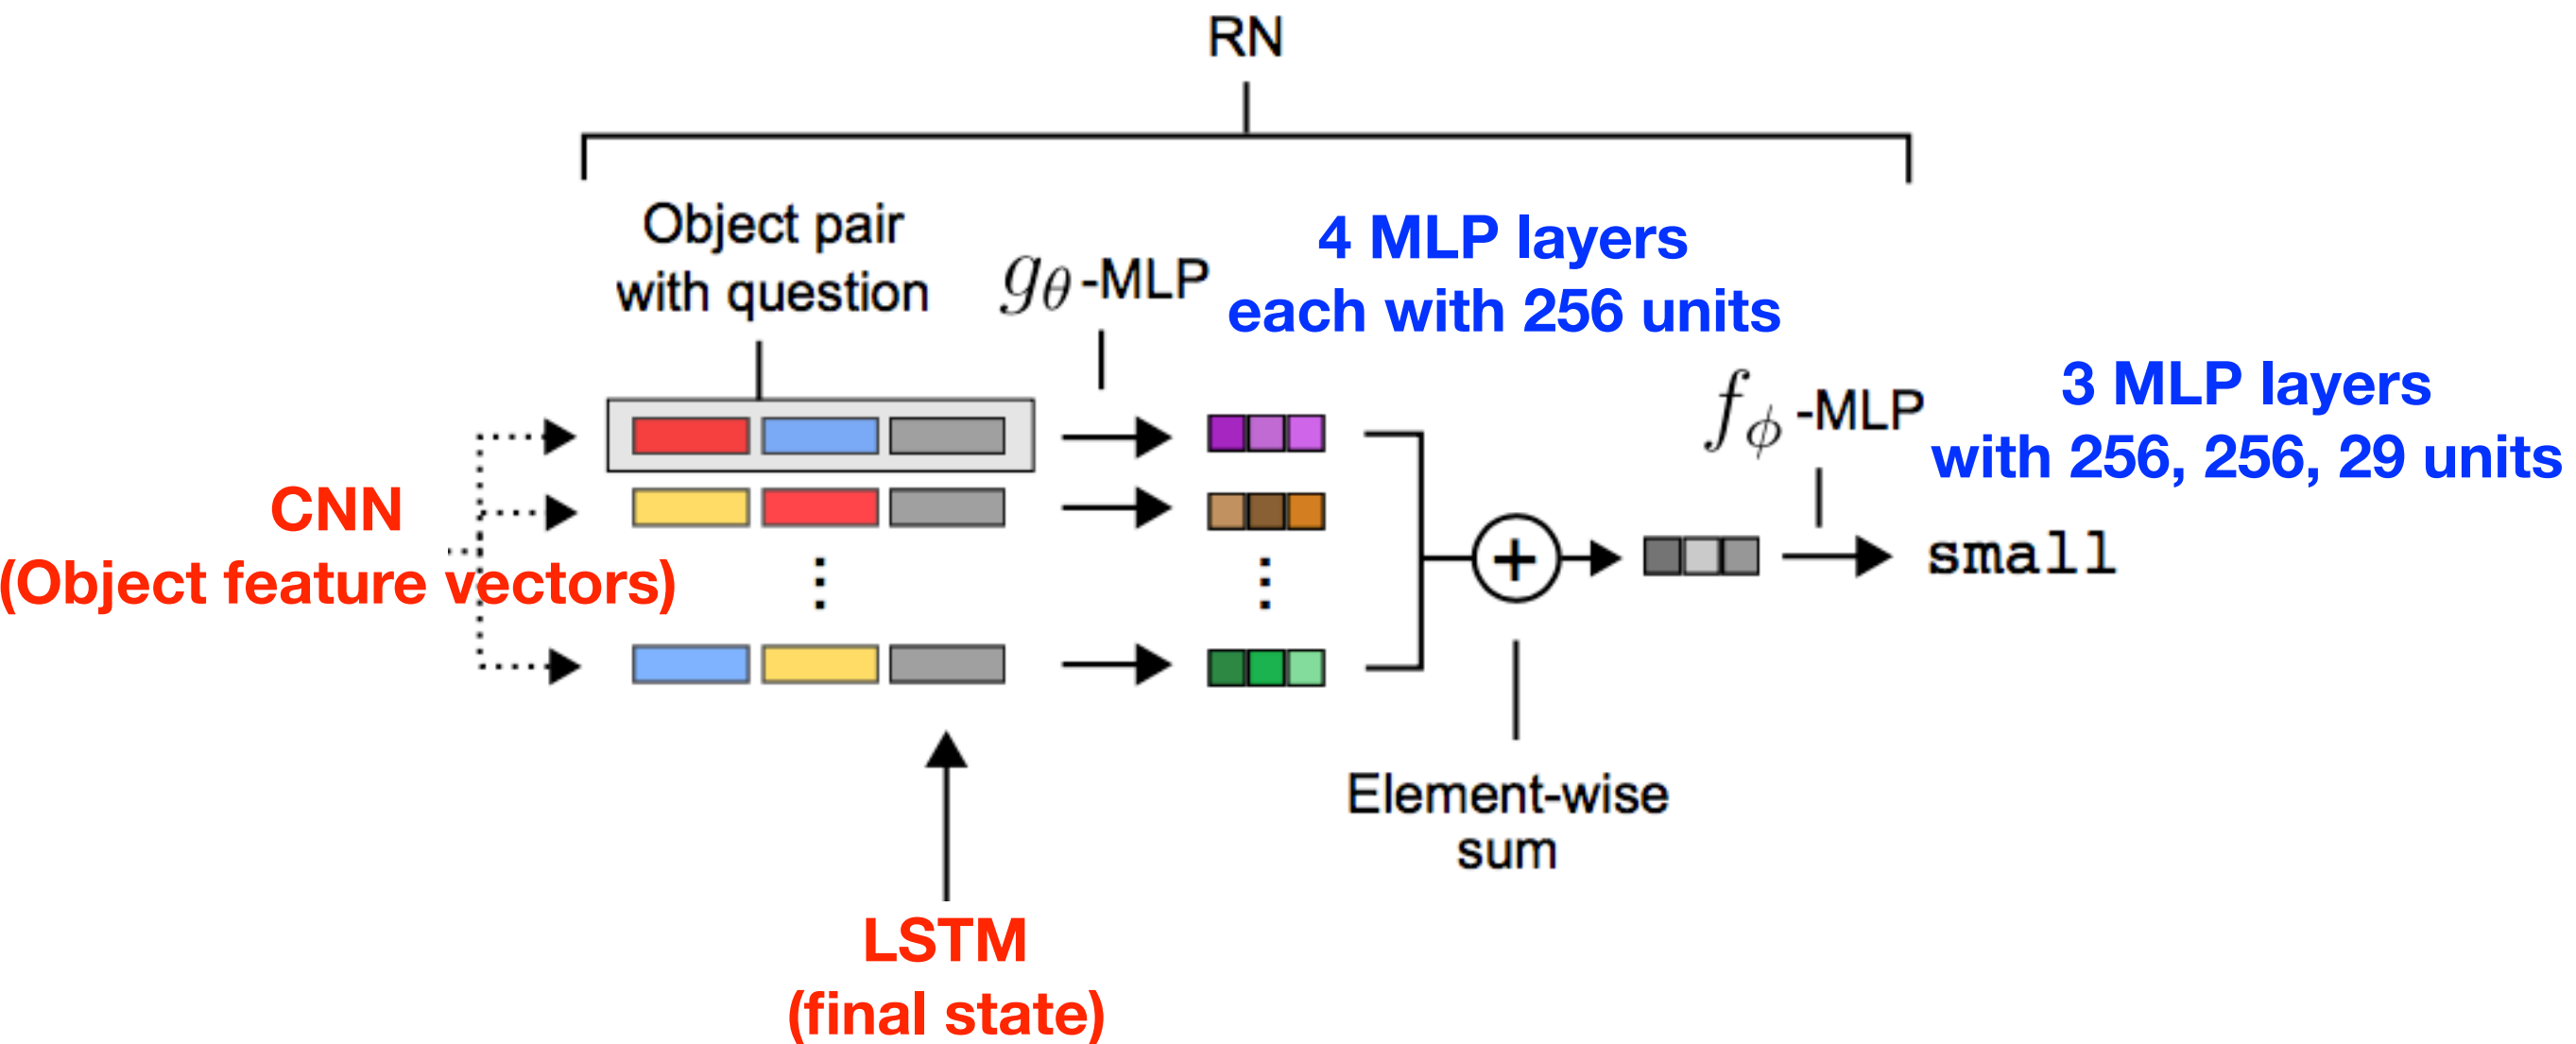 RN
Object pair
with question
gθ-MLP
4 MLP layers
each with 256 units
fϕ-MLP
3 MLP layers
with 256, 256, 29 units
CNN
(Object feature vectors)
+
small
Element-wise
sum
LSTM
(final state)